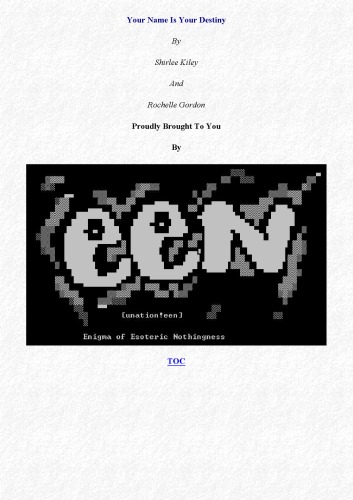 Your Name Is Your Destiny
By
Shirlee Kiley
And
Rochelle Gordon
Proudly Brought To You
By
een
[unation!een]
Enigma of Esoteric Nothingness
TOC